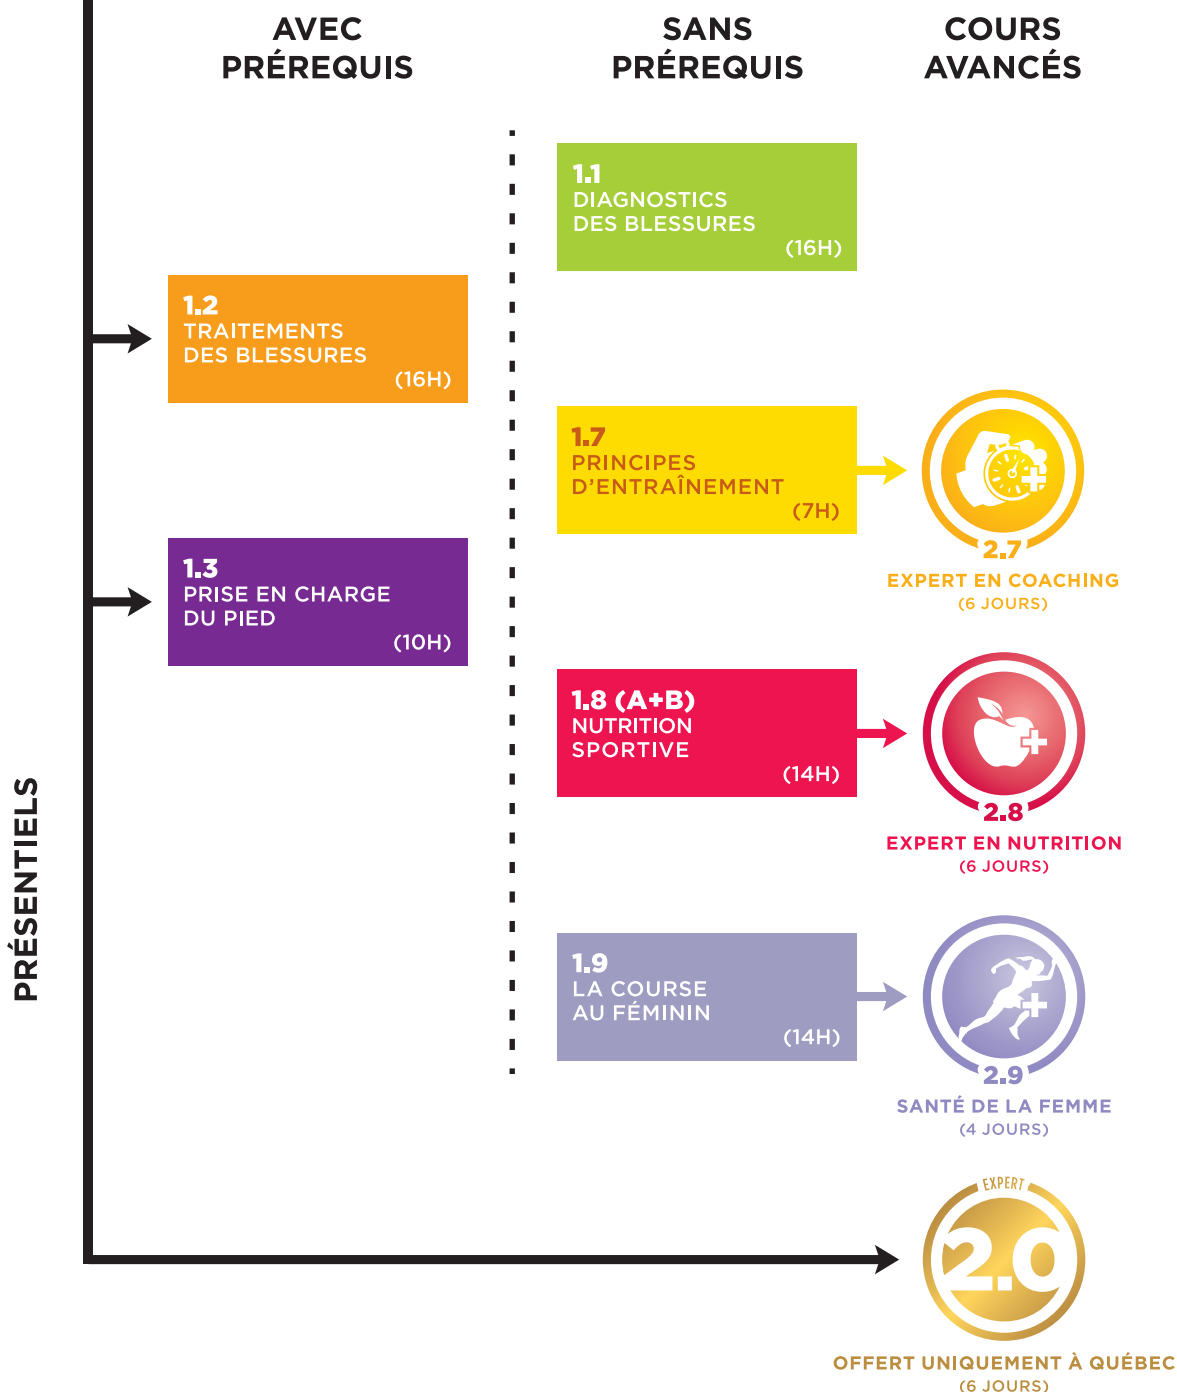 AVEC
PRÉREQUIS
SANS
PRÉREQUIS
COURS
AVANCÉS
PRÉSENTIELS
1.1
DIAGNOSTICS
DES BLESSURES
(16H)
1.2
TRAITEMENTS
DES BLESSURES
(16H)
1.7
PRINCIPES
D'ENTRAÎNEMENT
(7H)
2.7
EXPERT EN COACHING
(6 JOURS)
1.3
PRISE EN CHARGE
DU PIED
(10H)
1.8 (A+B)
NUTRITION
SPORTIVE
(14H)
2.8
EXPERT EN NUTRITION
(6 JOURS)
1.9
LA COURSE
AU FÉMININ
(14H)
2.9
SANTÉ DE LA FEMME
(4 JOURS)
EXPERT
2.0
OFFERT UNIQUEMENT À QUÉBEC
(6 JOURS)